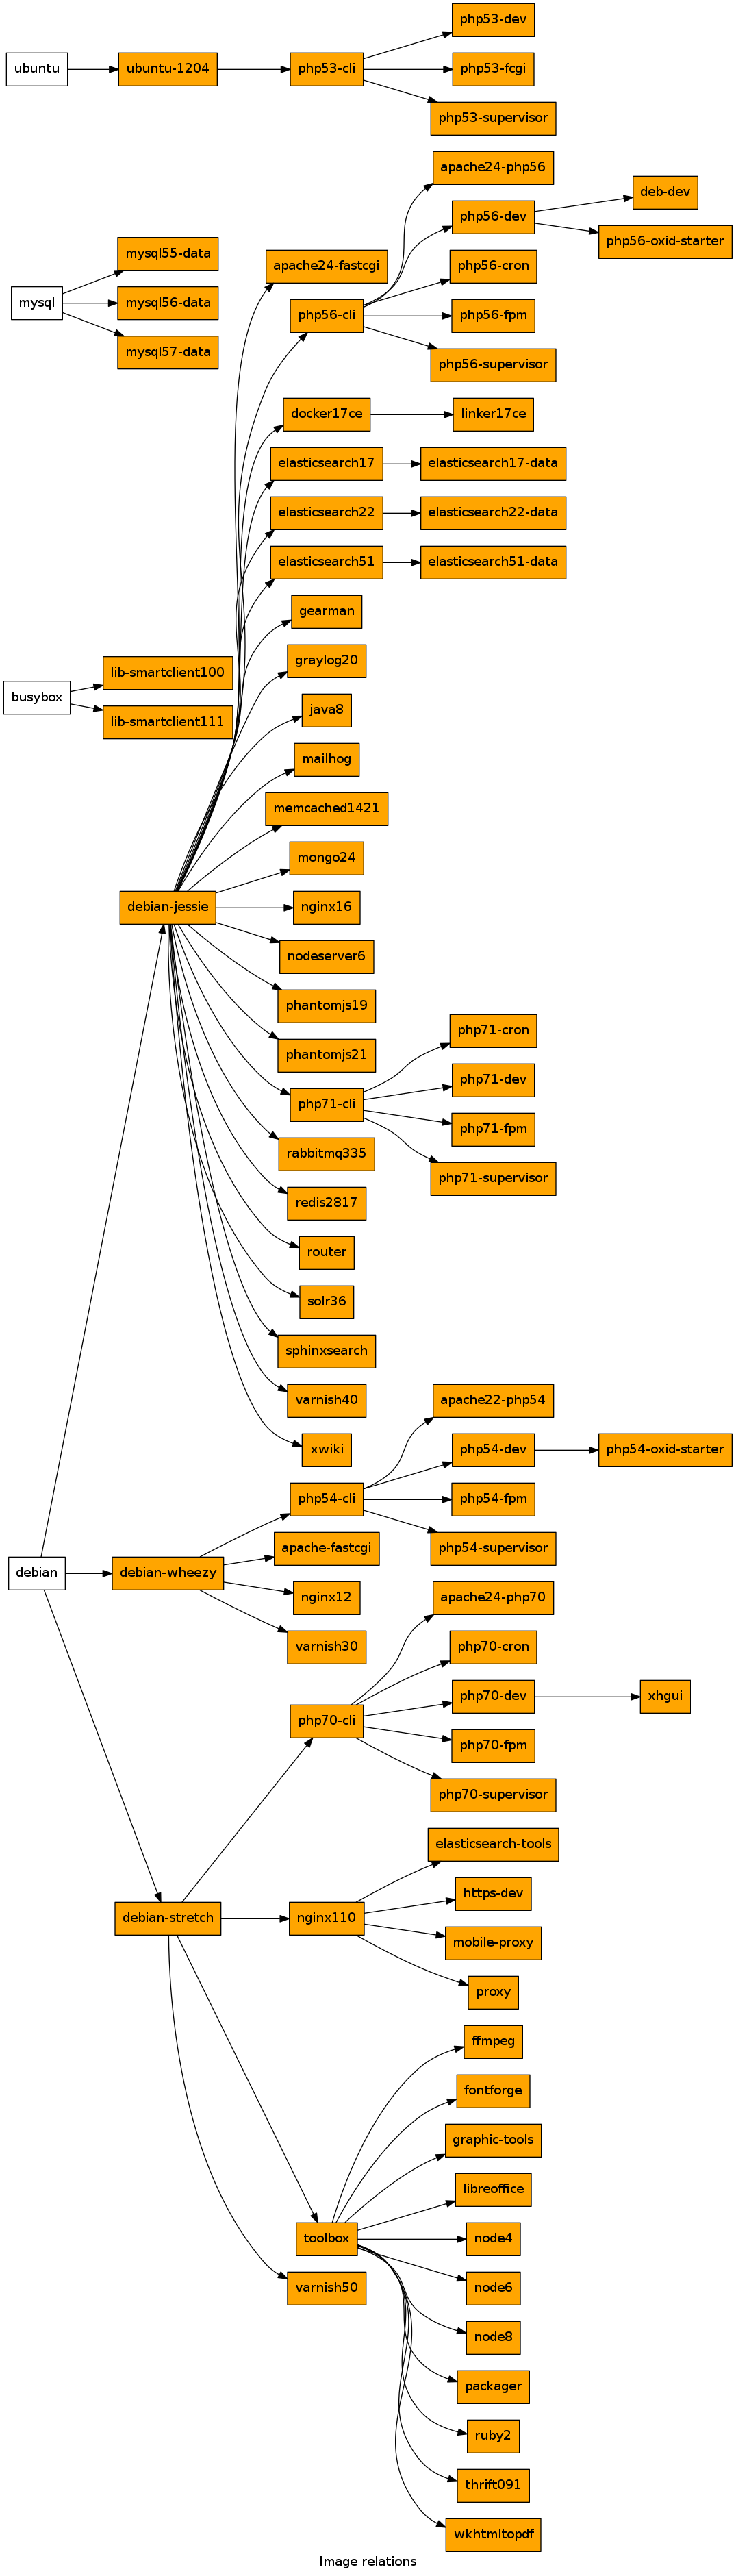 php53-dev
ubuntu
ubuntu-1204
php53-cli
php53-fcgi
php53-supervisor
apache24-php56
deb-dev
php56-dev
php56-oxid-starter
mysql55-data
apache24-fastcgi
php56-cron
mysql
mysql56-data
php56-cli
php56-fpm
mysql57-data
php56-supervisor
docker17ce
linker17ce
elasticsearch17
elasticsearch17-data
elasticsearch22
elasticsearch22-data
elasticsearch51
elasticsearch51-data
gearman
graylog20
lib-smartclient100
busybox
java8
lib-smartclient111
mailhog
memcached1421
mongo24
debian-jessie
nginx16
nodeserver6
phantomjs19
php71-cron
phantomjs21
php71-dev
php71-cli
php71-fpm
rabbitmq335
php71-supervisor
redis2817
router
solr36
sphinxsearch
varnish40
apache22-php54
xwiki
php54-dev
php54-oxid-starter
php54-cli
php54-fpm
apache-fastcgi
php54-supervisor
debian
debian-wheezy
nginx12
apache24-php70
varnish30
php70-cron
php70-dev
xhgui
php70-cli
php70-fpm
php70-supervisor
elasticsearch-tools
https-dev
debian-stretch
nginx110
mobile-proxy
proxy
ffmpeg
fontforge
graphic-tools
libreoffice
toolbox
node4
varnish50
node6
node8
packager
ruby2
thrift091
wkhtmltopdf
Image relations